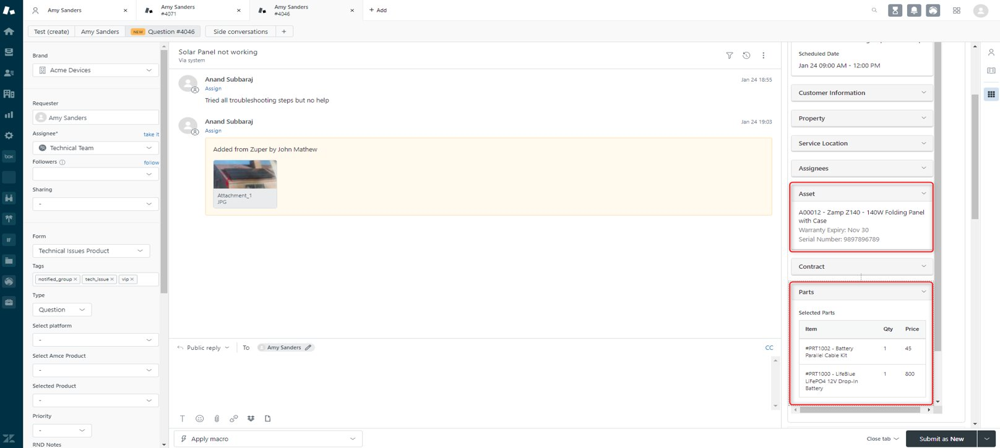 Amy Sanders
Amy Sanders
#4071
Amy Sanders
#4046
+ Add
Test (create)
Amy Sanders
NEW Question #4046
Side conversations
+
Brand
Acme Devices
Requester
Amy Sanders
Assignee*
take it
Technical Team
Followers
follow
Sharing
-
Form
Technical Issues Product
Tags
notified_group ×
tech_issue ×
vip ×
Type
Question
Select platform
-
Select Amce Product
-
Selected Product
-
Priority
-
RND Notes
box
IF
Solar Panel not working
Via system
Anand Subbaraj
Jan 24 18:55
Assign
Tried all troubleshooting steps but no help
Anand Subbaraj
Jan 24 19:03
Assign
Added from Zuper by John Mathew
Attachment_1
JPG
Public reply
To
Amy Sanders
CC
Apply macro
Scheduled Date
Jan 24 09:00 AM - 12:00 PM
Customer Information
Property
Service Location
Assignees
Asset
A00012 - Zamp Z140 - 140W Folding Panel
with Case
Warranty Expiry: Nov 30
Serial Number: 9897896789
Contract
Parts
Selected Parts
Item Qty Price
#PRT1002 - Battery
Parallel Cable Kit
1 45
#PRT1000 - LifeBlue
LiFePO4 12V Drop-In
Battery
1 800
Close tab
Submit as New